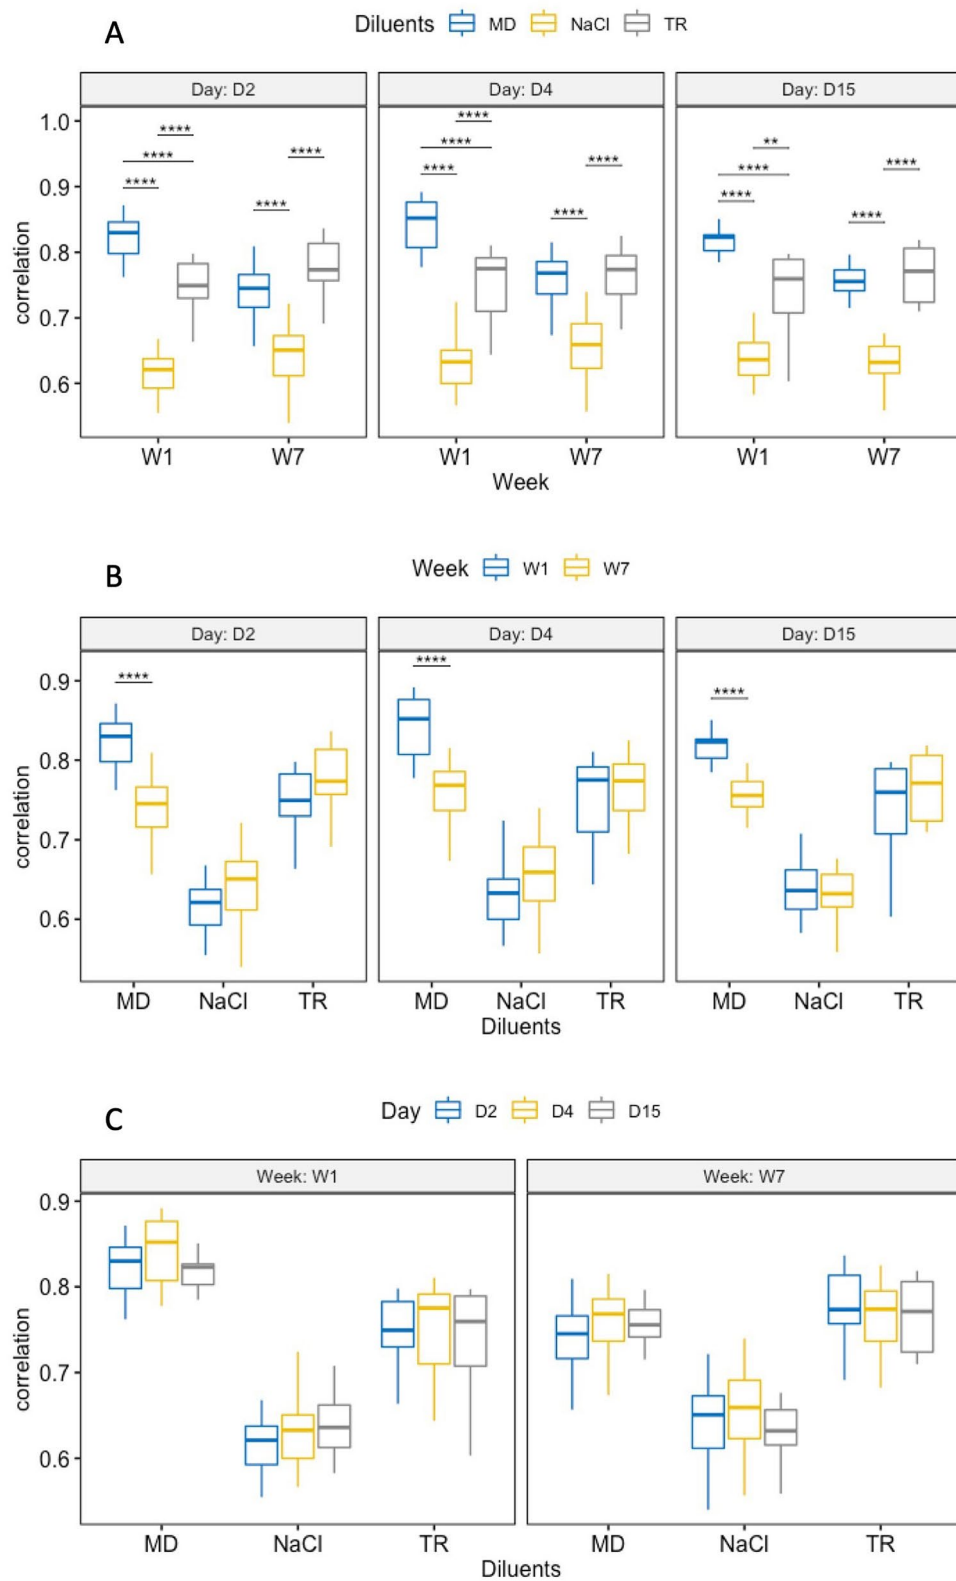 A
Diluents MD NaCl TR
Day: D2 Day: D4 Day: D15
**** **** **** **** ****
**** **** **** **** ****
** **** **** **** ****
1.0
0.9
0.8
0.7
0.6
correlation
W1 W7 W1 W7 W1 W7
Week
B
Week W1 W7
Day: D2 Day: D4 Day: D15
**** **** ****
0.9
0.8
0.7
0.6
correlation
MD NaCl TR MD NaCl TR MD NaCl TR
Diluents
C
Day D2 D4 D15
Week: W1 Week: W7
0.9
0.8
0.7
0.6
correlation
MD NaCl TR MD NaCl TR
Diluents